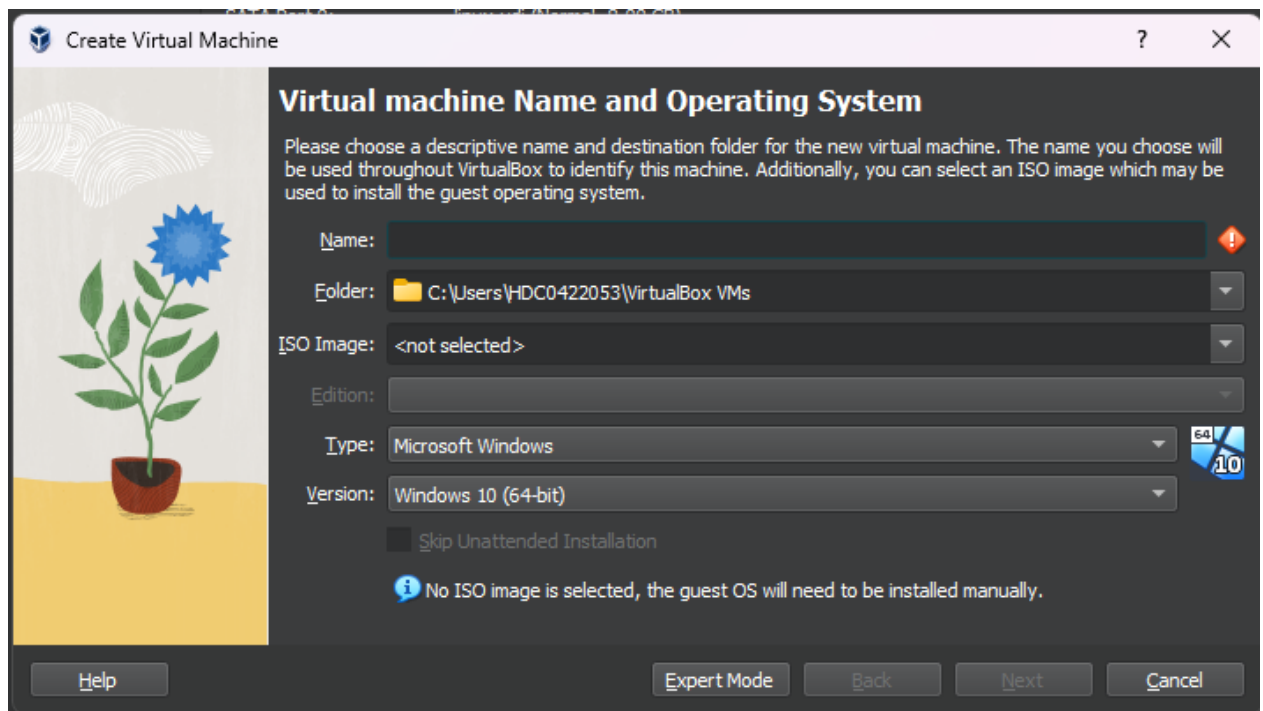 Create Virtual Machine
Virtual machine Name and Operating System
Please choose a descriptive name and destination folder for the new virtual machine. The name you choose will
be used throughout VirtualBox to identify this machine. Additionally, you can select an ISO image which may be
used to install the guest operating system.
Name:
Folder: C:\Users\HDC0422053\VirtualBox VMs
ISO Image: <not selected>
Edition:
Type: Microsoft Windows 64 10
Version: Windows 10 (64-bit)
Skip Unattended Installation
No ISO image is selected, the guest OS will need to be installed manually.
Help Expert Mode Back Next Cancel